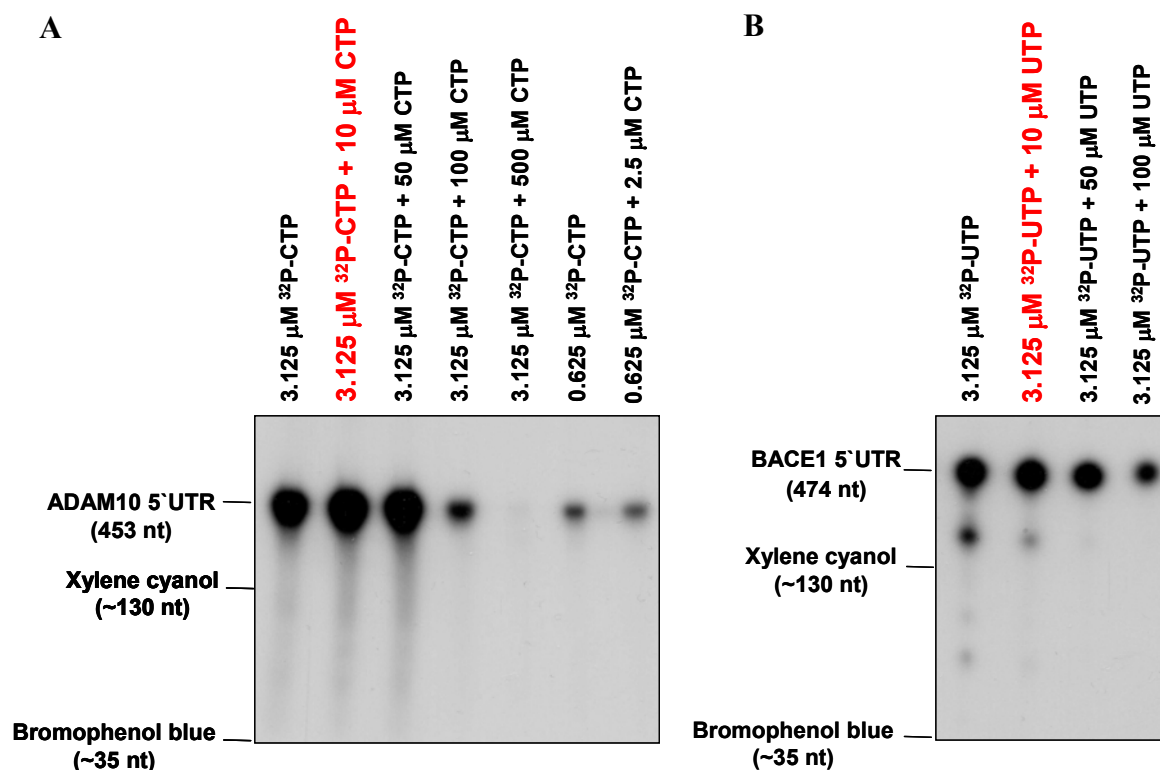 A
3.125 µM ³²P-CTP
3.125 µM ³²P-CTP + 10 µM CTP
3.125 µM ³²P-CTP + 50 µM CTP
3.125 µM ³²P-CTP + 100 µM CTP
3.125 µM ³²P-CTP + 500 µM CTP
0.625 µM ³²P-CTP
0.625 µM ³²P-CTP + 2.5 µM CTP
ADAM10 5`UTR
(453 nt)
Xylene cyanol
(~130 nt)
Bromophenol blue
(~35 nt)
B
3.125 µM ³²P-UTP
3.125 µM ³²P-UTP + 10 µM UTP
3.125 µM ³²P-UTP + 50 µM UTP
3.125 µM ³²P-UTP + 100 µM UTP
BACE1 5`UTR
(474 nt)
Xylene cyanol
(~130 nt)
Bromophenol blue
(~35 nt)